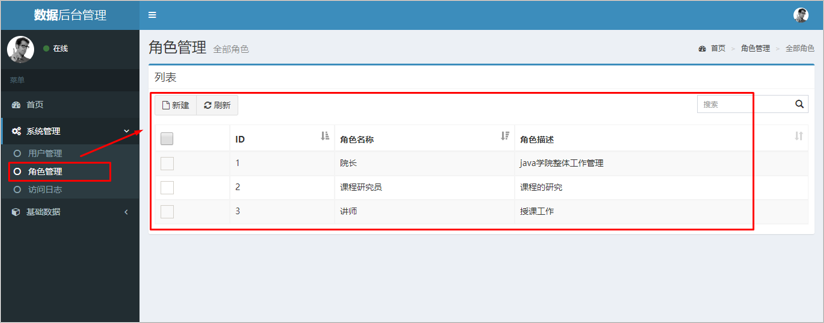 数据后台管理
在线
角色管理 全部角色
首页 > 角色管理 > 全部角色
菜单
列表
首页
新建 刷新
搜索
系统管理
ID 角色名称 角色描述
用户管理
1 院长 java学院整体工作管理
角色管理
2 课程研究员 课程的研究
访问日志
3 讲师 授课工作
基础数据